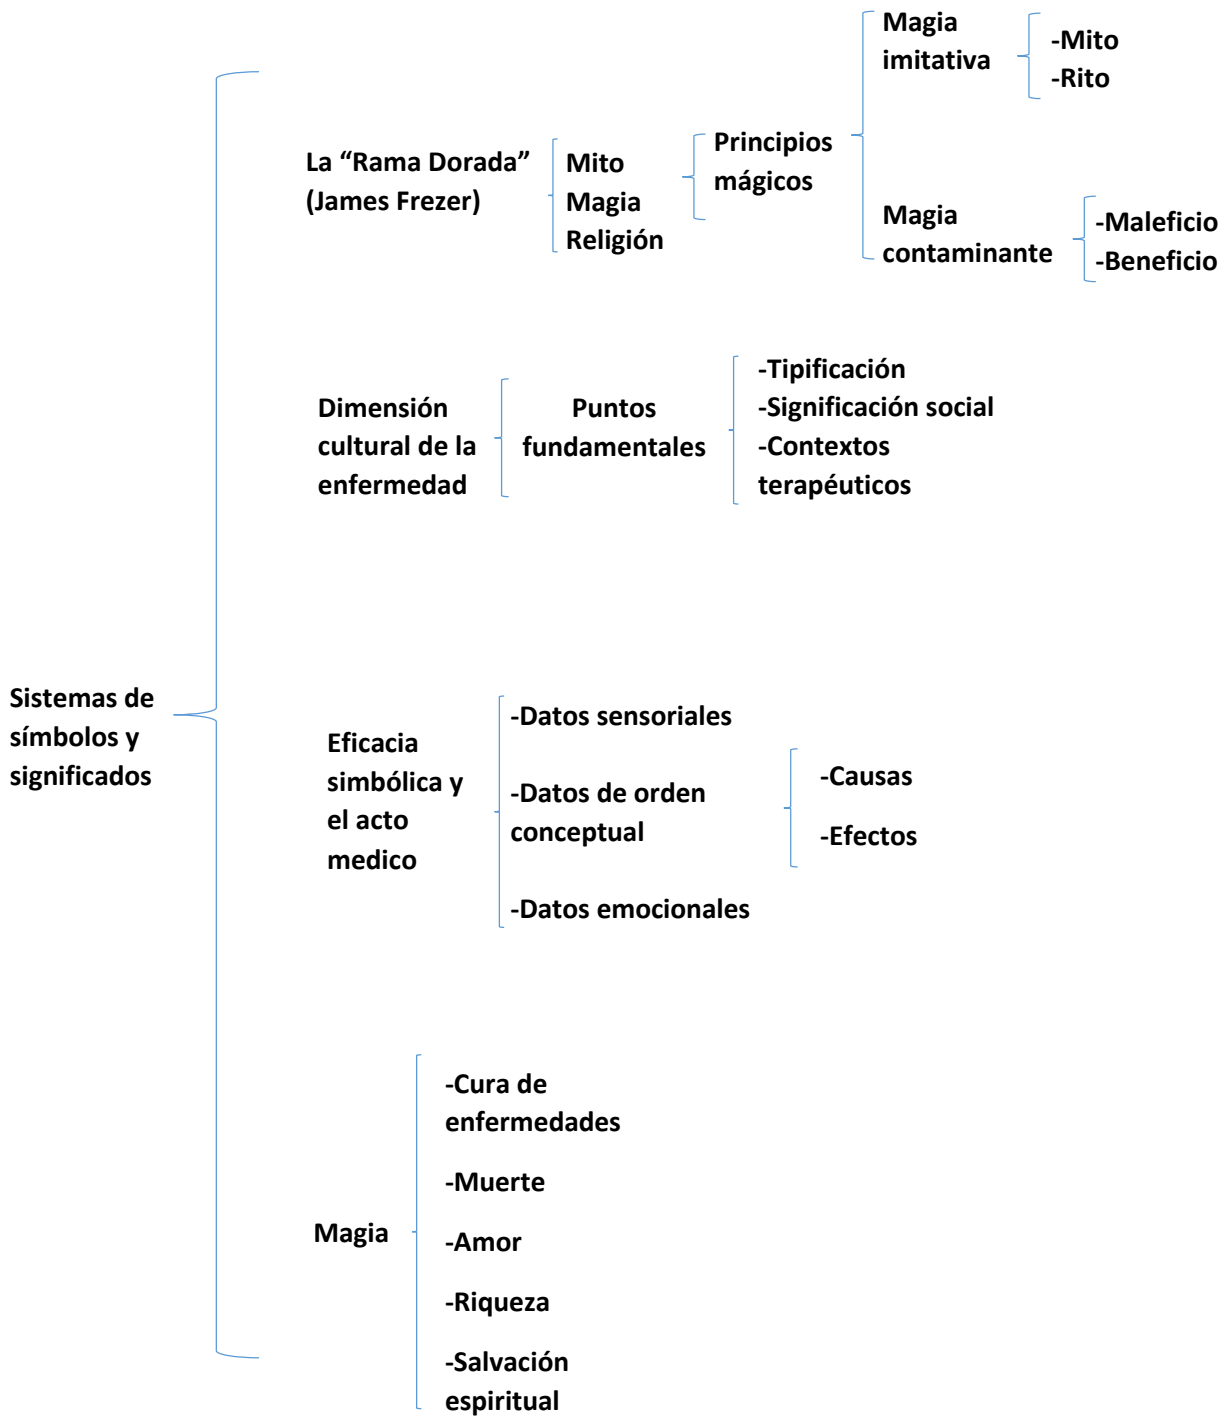 Sistemas de
símbolos y
significados
La “Rama Dorada”
(James Frezer)
Mito
Magia
Religión
Principios
mágicos
Magia
imitativa
-Mito
-Rito
Magia
contaminante
-Maleficio
-Beneficio
Dimensión
cultural de la
enfermedad
Puntos
fundamentales
-Tipificación
-Significación social
-Contextos
terapéuticos
Eficacia
simbólica y
el acto
medico
-Datos sensoriales
-Datos de orden
conceptual
-Causas
-Efectos
-Datos emocionales
Magia
-Cura de
enfermedades
-Muerte
-Amor
-Riqueza
-Salvación
espiritual